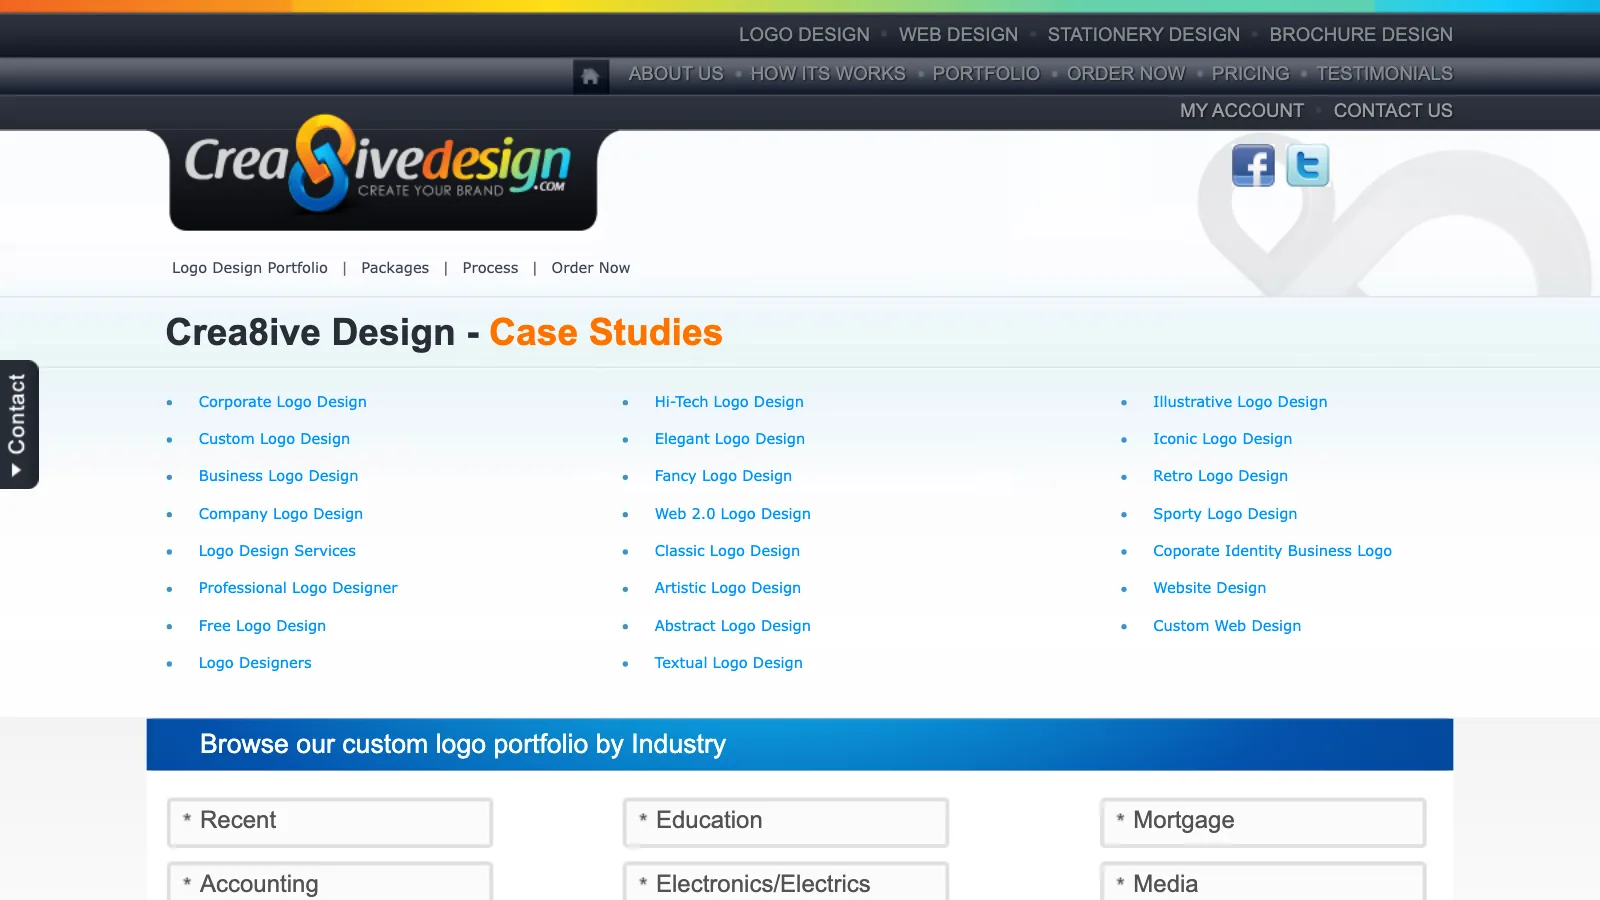 LOGO DESIGN • WEB DESIGN • STATIONERY DESIGN • BROCHURE DESIGN
ABOUT US • HOW ITS WORKS • PORTFOLIO • ORDER NOW • PRICING • TESTIMONIALS
MY ACCOUNT • CONTACT US
Crea8ivedesign.COM
CREATE YOUR BRAND
Logo Design Portfolio | Packages | Process | Order Now
Crea8ive Design - Case Studies
Contact
• Corporate Logo Design
• Custom Logo Design
• Business Logo Design
• Company Logo Design
• Logo Design Services
• Professional Logo Designer
• Free Logo Design
• Logo Designers
• Hi-Tech Logo Design
• Elegant Logo Design
• Fancy Logo Design
• Web 2.0 Logo Design
• Classic Logo Design
• Artistic Logo Design
• Abstract Logo Design
• Textual Logo Design
• Illustrative Logo Design
• Iconic Logo Design
• Retro Logo Design
• Sporty Logo Design
• Coporate Identity Business Logo
• Website Design
• Custom Web Design
Browse our custom logo portfolio by Industry
* Recent
* Education
* Mortgage
* Accounting
* Electronics/Electrics
* Media